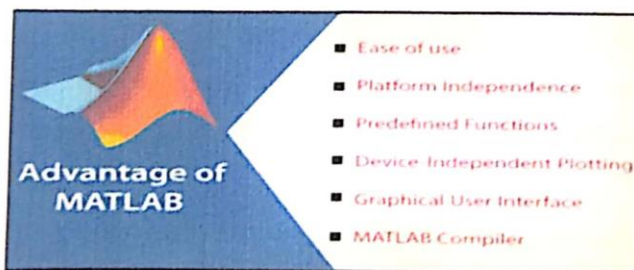 Advantage of
MATLAB
Ease of use
Platform Independence
Predefined Functions
Device-Independent Plotting
Graphical User Interface
MATLAB Compiler